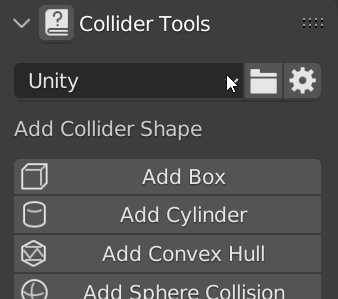 Collider Tools
Unity
Add Collider Shape
Add Box
Add Cylinder
Add Convex Hull
Add Sphere Collision